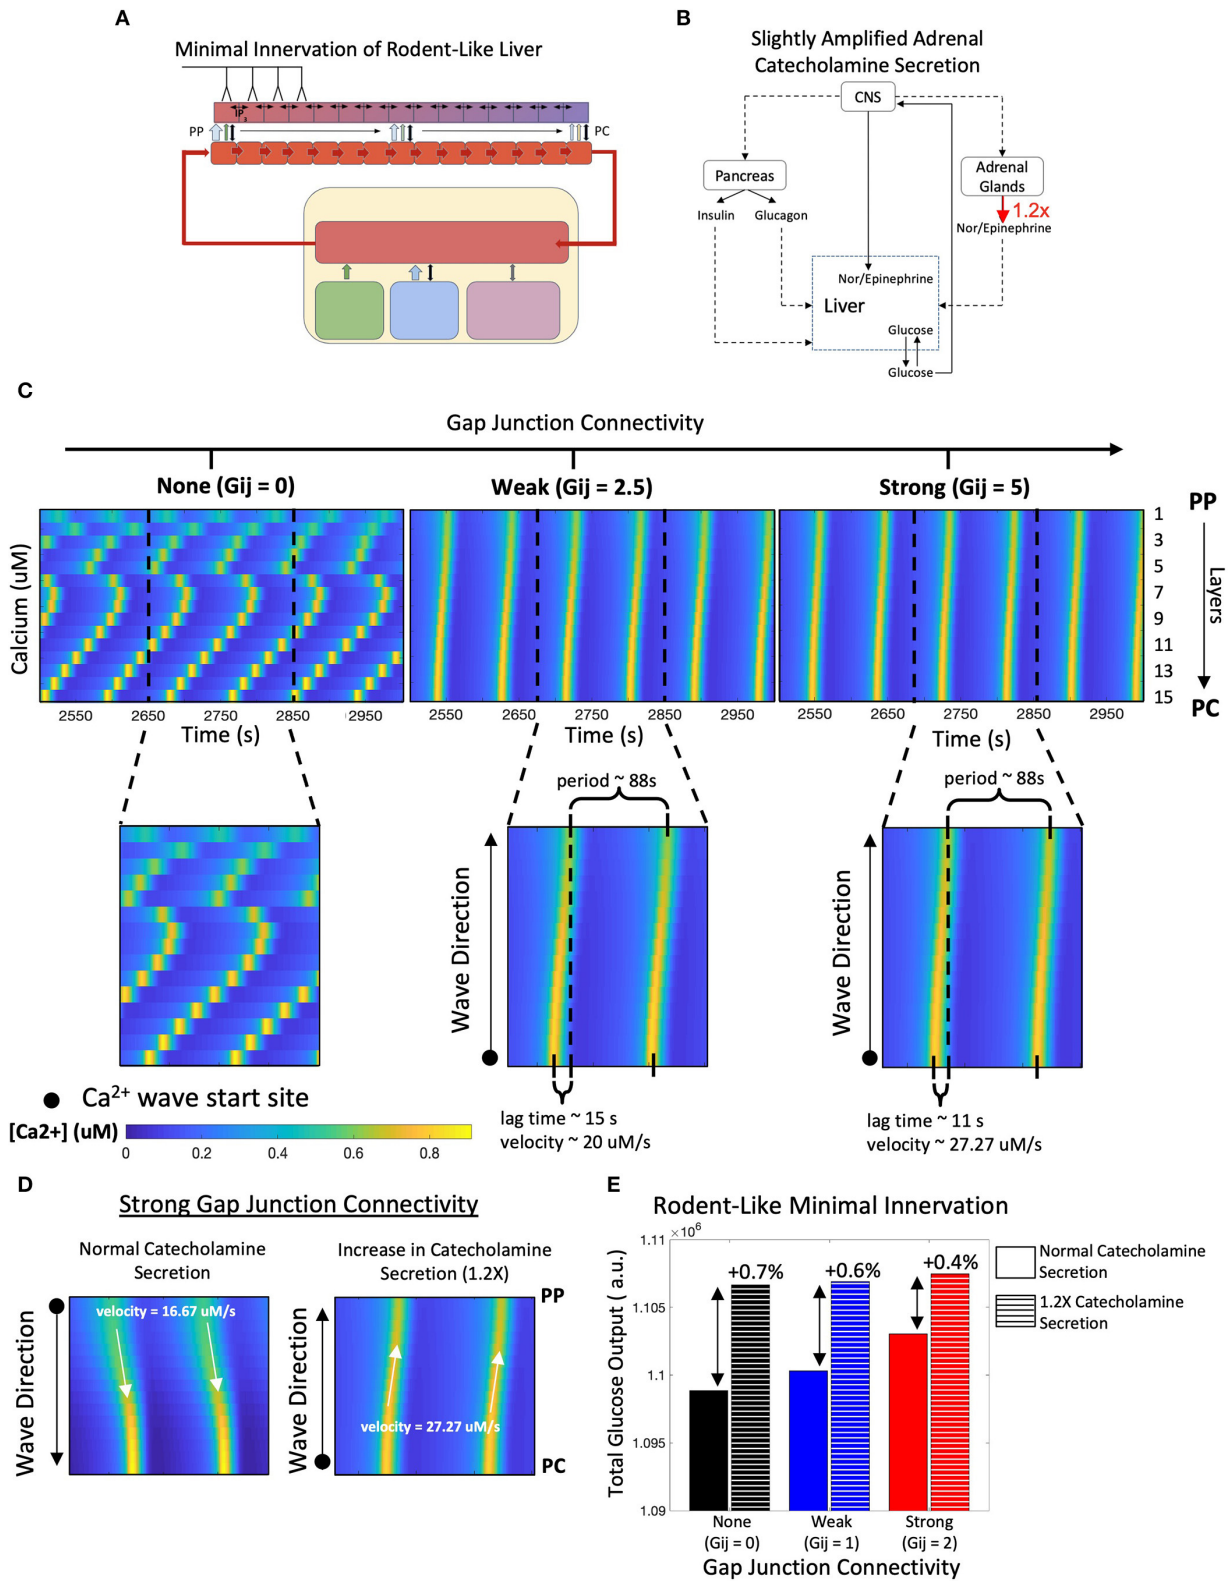 A
Minimal Innervation of Rodent-Like Liver
IP3
PP
PC
B
Slightly Amplified Adrenal
Catecholamine Secretion
CNS
Pancreas
Adrenal
Glands
1.2x
Insulin
Glucagon
Nor/Epinephrine
Nor/Epinephrine
Liver
Glucose
Glucose
C
Gap Junction Connectivity
None (Gij = 0)
Weak (Gij = 2.5)
Strong (Gij = 5)
PP
Calcium (uM)
1
3
5
7
9
11
13
15
Layers
PC
2550 2650 2750 2850 2950
2550 2650 2750 2850 2950
2550 2650 2750 2850 2950
Time (s)
Time (s)
Time (s)
period ~ 88s
period ~ 88s
Wave Direction
Wave Direction
Ca2+ wave start site
[Ca2+] (uM)
0 0.2 0.4 0.6 0.8
lag time ~ 15 s
velocity ~ 20 uM/s
lag time ~ 11 s
velocity ~ 27.27 uM/s
D
Strong Gap Junction Connectivity
Normal Catecholamine
Secretion
Increase in Catecholamine
Secretion (1.2X)
velocity = 16.67 uM/s
Wave Direction
Wave Direction
velocity = 27.27 uM/s
PP
PC
E
Rodent-Like Minimal Innervation
×10^6
Total Glucose Output ( a.u.)
1.11
1.105
1.1
1.095
1.09
+0.7%
+0.6%
+0.4%
Normal Catecholamine
Secretion
1.2X Catecholamine
Secretion
None
(Gij = 0)
Weak
(Gij = 1)
Strong
(Gij = 2)
Gap Junction Connectivity